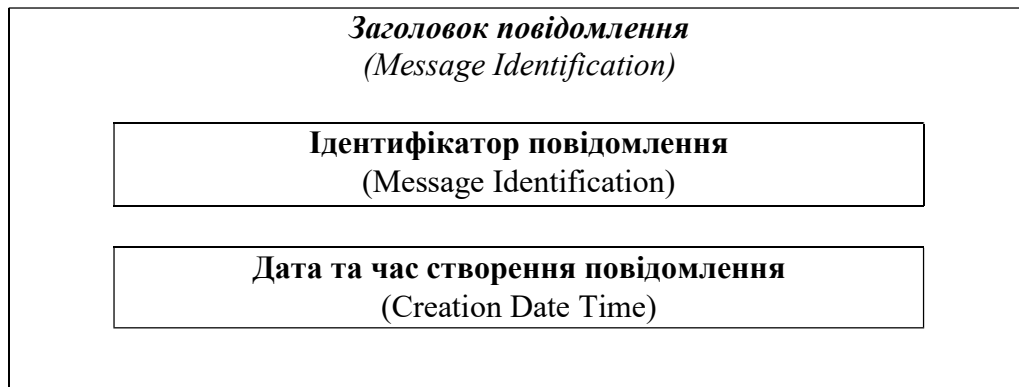 Заголовок повідомлення
(Message Identification)
Ідентифікатор повідомлення
(Message Identification)
Дата та час створення повідомлення
(Creation Date Time)